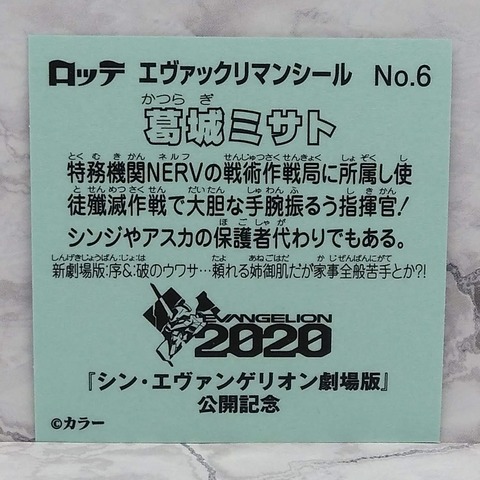 ロッテ エヴァックリマンシール No.6
かつらぎ
葛城ミサト
とくむきかん ネルフ せんじゅつさくせんきょく しょぞく し
特務機関NERVの戦術作戦局に所属し使
と せんめつさくせん だいたん しゅわんふ しきかん
徒殲滅作戦で大胆な手腕振るう指揮官!
ほごしゃが
シンジやアスカの保護者代わりでもある。
しんげきじょうばん:じょ:は たよ あねごはだ かじぜんぱんにがて
新劇場版:序&:破のウワサ…頼れる姉御肌だが家事全般苦手とか?!
EVANGELION
2020
『シン・エヴァンゲリオン劇場版』
公開記念
©カラー